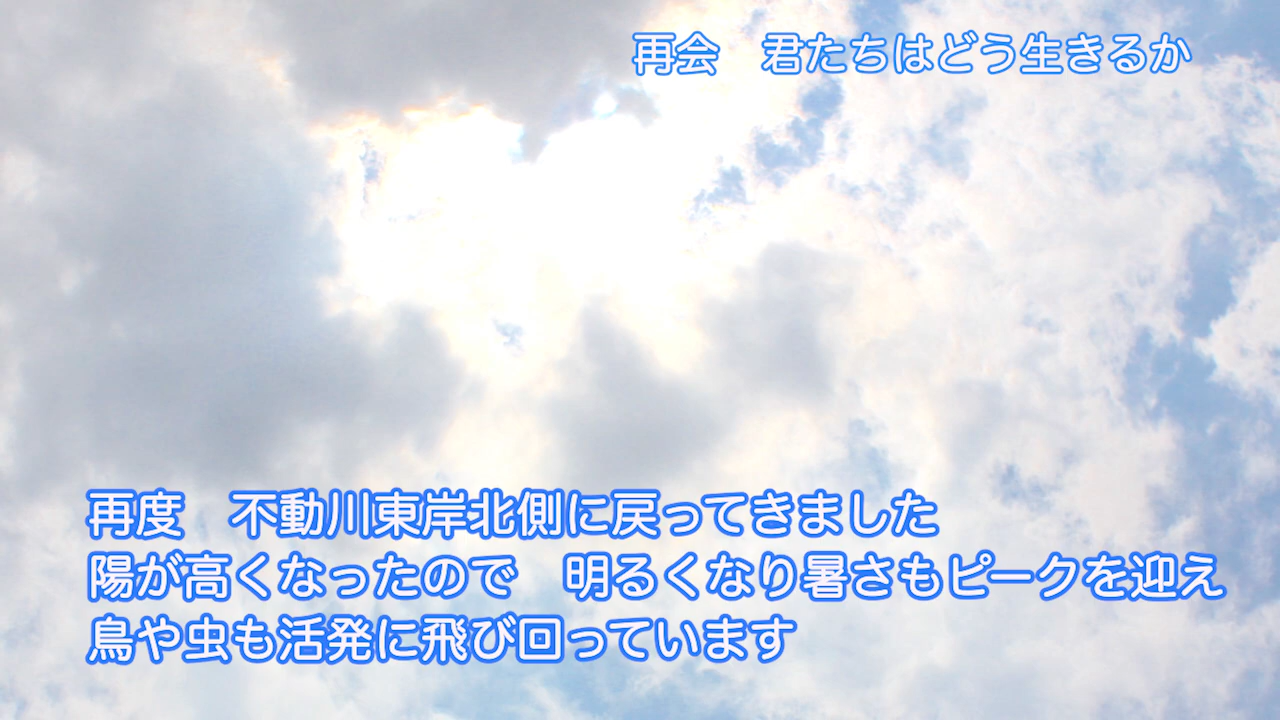 再会　君たちはどう生きるか
再度　不動川東岸北側に戻ってきました
陽が高くなったので　明るくなり暑さもピークを迎え
鳥や虫も活発に飛び回っています